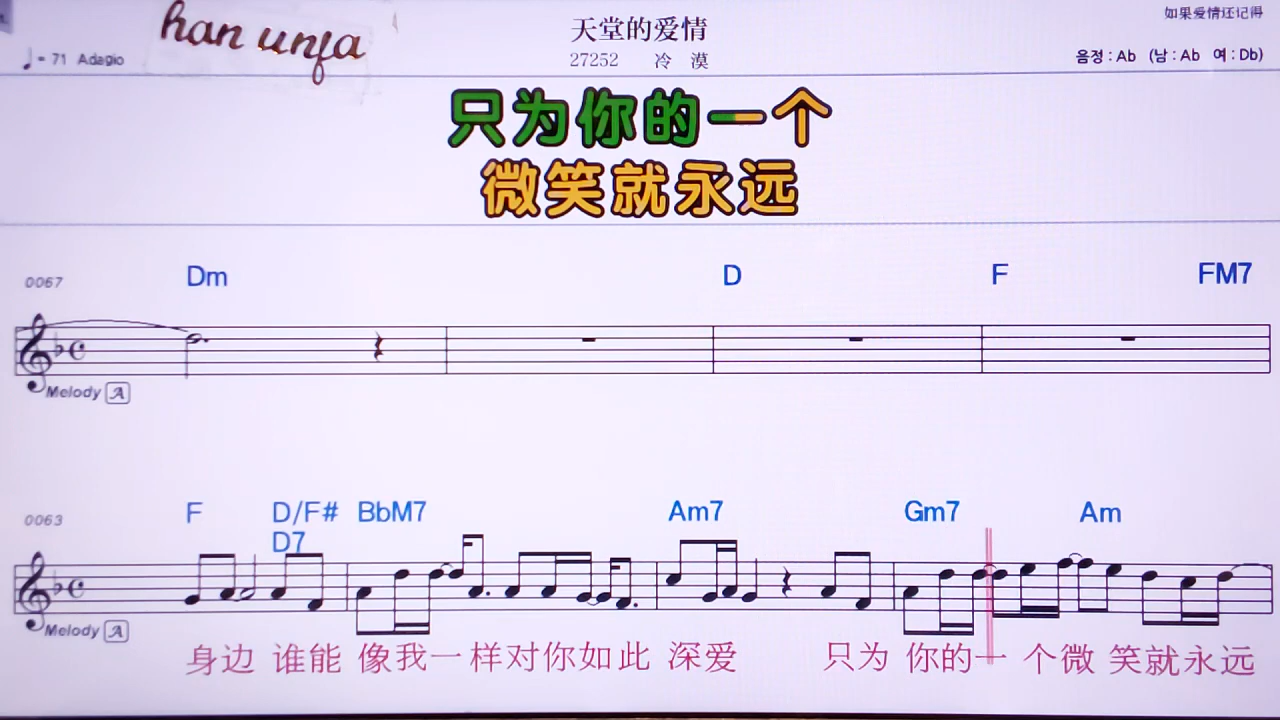 han unja
天堂的爱情
如果爱情还记得
♩= 71 Adagio
27252 冷 漠
음정 : Ab (남 : Ab 여 : Db)
只为你的一个
微笑就永远
0067 Dm D F FM7
Melody A
0063 F D/F# BbM7 Am7 Gm7 Am
D7
Melody A
身边 谁能 像我一样对你如此 深爱 只为 你的一 个微 笑就永远